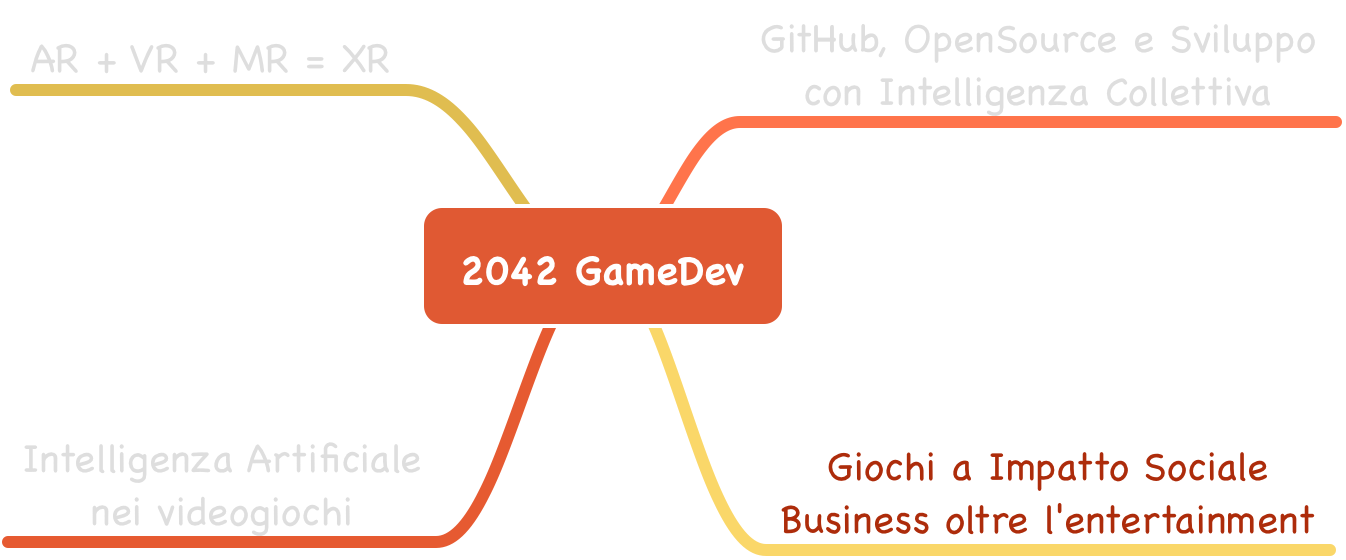 AR + VR + MR = XR
GitHub, OpenSource e Sviluppo
con Intelligenza Collettiva
2042 GameDev
Intelligenza Artificiale
nei videogiochi
Giochi a Impatto Sociale
Business oltre l'entertainment